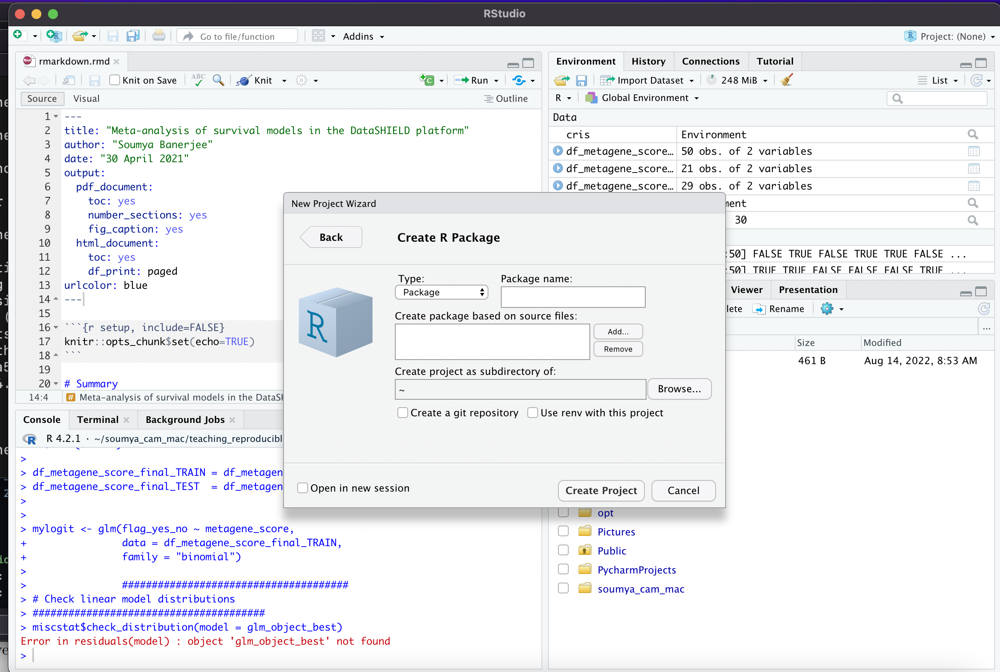 RStudio
Go to file/function
Addins
Project: (None)
rmarkdown.rmd
Knit on Save
ABC
Knit
Run
Source
Visual
Outline
1 ---
2 title: "Meta-analysis of survival models in the DataSHIELD platform"
3 author: "Soumya Banerjee"
4 date: "30 April 2021"
5 output:
6 pdf_document:
7 toc: yes
8 number_sections: yes
9 fig_caption: yes
10 html_document:
11 toc: yes
12 df_print: paged
13 urlcolor: blue
14 ---
15
16 ```{r setup, include=FALSE}
17 knitr::opts_chunk$set(echo=TRUE)
18 ```
19
20 # Summary
14:4 # Meta-analysis of survival models in the DataSH
Console
Terminal
Background Jobs
R 4.2.1 · ~/soumya_cam_mac/teaching_reproducibl
>
> df_metagene_score_final_TRAIN = df_metagen
> df_metagene_score_final_TEST = df_metagen
>
>
> mylogit <- glm(flag_yes_no ~ metagene_score,
+ data = df_metagene_score_final_TRAIN,
+ family = "binomial")
>
> ######################################
> # Check linear model distributions
> #######################################
> miscstat$check_distribution(model = glm_object_best)
Error in residuals(model) : object 'glm_object_best' not found
>
Environment
History
Connections
Tutorial
Import Dataset
248 MiB
List
R
Global Environment
Data
cris Environment
df_metagene_score… 50 obs. of 2 variables
df_metagene_score… 21 obs. of 2 variables
df_metagene_score… 29 obs. of 2 variables
ment
30
:50] FALSE TRUE FALSE TRUE TRUE FALSE ...
:50] TRUE TRUE FALSE FALSE FALSE TRUE ...
Viewer
Presentation
lete
Rename
...
Size
Modified
461 B
Aug 14, 2022, 8:53 AM
opt
Pictures
Public
PycharmProjects
soumya_cam_mac
New Project Wizard
Back
Create R Package
R
Type:
Package name:
Package
Create package based on source files:
Add...
Remove
Create project as subdirectory of:
~
Browse...
Create a git repository
Use renv with this project
Open in new session
Create Project
Cancel